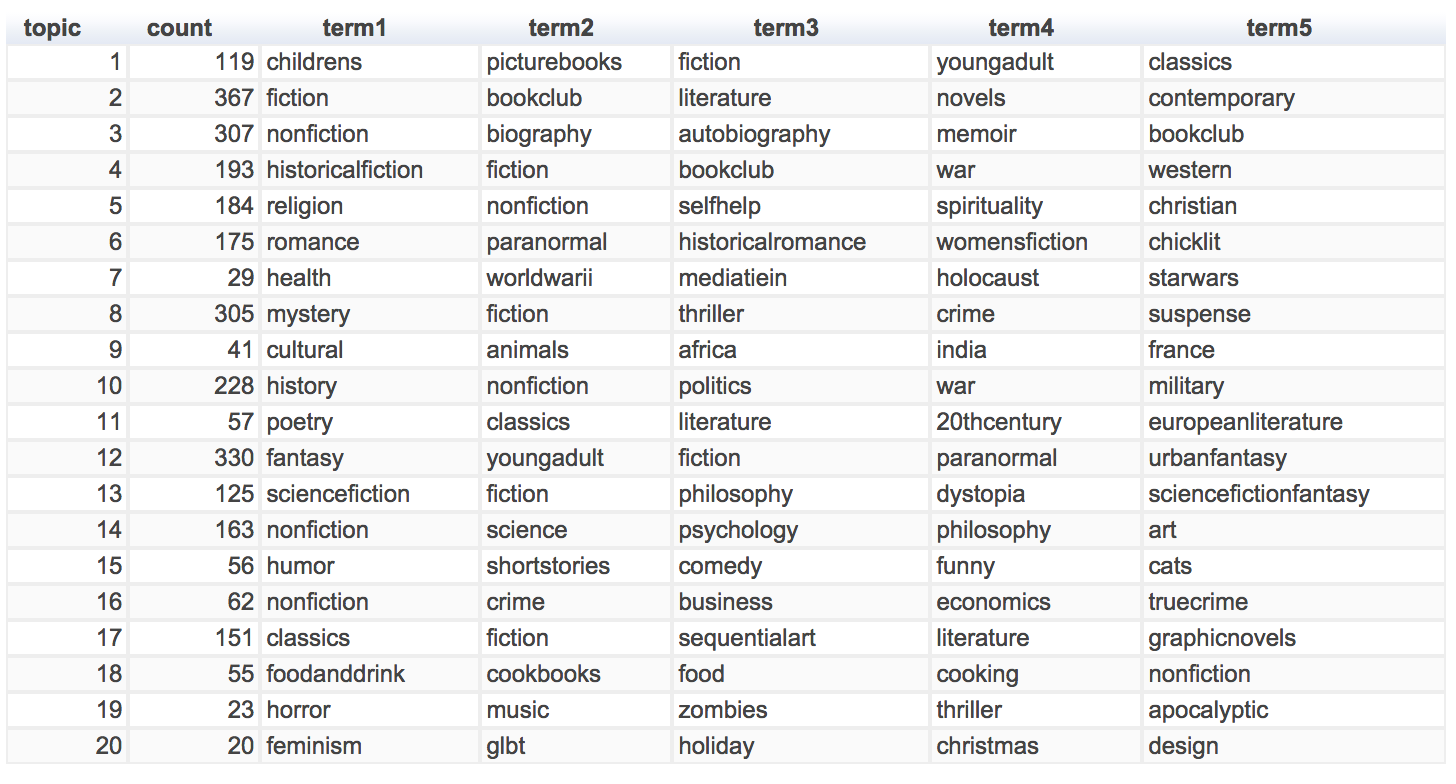 topic count term1 term2 term3 term4 term5
1 119 childrens picturebooks fiction youngadult classics
2 367 fiction bookclub literature novels contemporary
3 307 nonfiction biography autobiography memoir bookclub
4 193 historicalfiction fiction bookclub war western
5 184 religion nonfiction selfhelp spirituality christian
6 175 romance paranormal historicalromance womensfiction chicklit
7 29 health worldwarii mediatiein holocaust starwars
8 305 mystery fiction thriller crime suspense
9 41 cultural animals africa india france
10 228 history nonfiction politics war military
11 57 poetry classics literature 20thcentury europeanliterature
12 330 fantasy youngadult fiction paranormal urbanfantasy
13 125 sciencefiction fiction philosophy dystopia sciencefictionfantasy
14 163 nonfiction science psychology philosophy art
15 56 humor shortstories comedy funny cats
16 62 nonfiction crime business economics truecrime
17 151 classics fiction sequentialart literature graphicnovels
18 55 foodanddrink cookbooks food cooking nonfiction
19 23 horror music zombies thriller apocalyptic
20 20 feminism glbt holiday christmas design